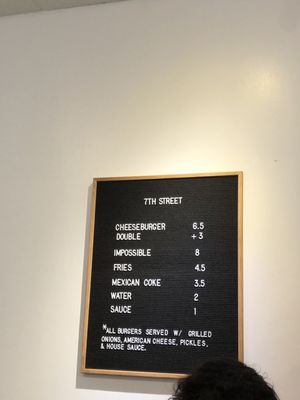 7TH STREET
CHEESEBURGER 6.5
DOUBLE +3
IMPOSSIBLE 8
FRIES 4.5
MEXICAN COKE 3.5
WATER 2
SAUCE 1
*ALL BURGERS SERVED W/ GRILLED
ONIONS, AMERICAN CHEESE, PICKLES,
& HOUSE SAUCE.